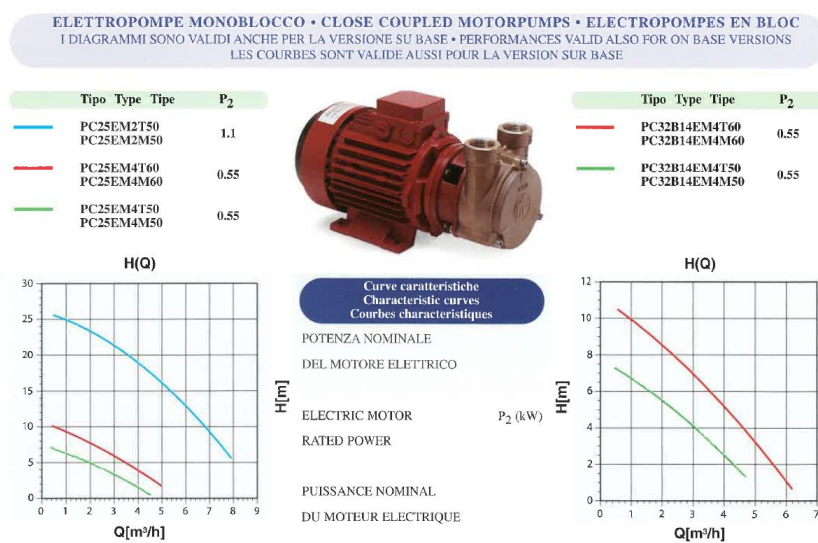 ELETTROPOMPE MONOBLOCCO • CLOSE COUPLED MOTORPUMPS • ELECTROPOMPES EN BLOC
I DIAGRAMMI SONO VALIDI ANCHE PER LA VERSIONE SU BASE • PERFORMANCES VALID ALSO FOR ON BASE VERSIONS
LES COURBES SONT VALIDE AUSSI POUR LA VERSION SUR BASE
Tipo Type Tipe P2
PC25EM2T50
PC25EM2M50
1.1
PC25EM4T60
PC25EM4M60
0.55
PC25EM4T50
PC25EM4M50
0.55
Tipo Type Tipe P2
PC32B14EM4T60
PC32B14EM4M60
0.55
PC32B14EM4T50
PC32B14EM4M50
0.55
H(Q)
30
25
20
15
10
5
0
0 1 2 3 4 5 6 7 8 9
Q[m³/h]
H[m]
Curve caratteristiche
Characteristic curves
Courbes characteristiques
POTENZA NOMINALE
DEL MOTORE ELETTRICO
ELECTRIC MOTOR P2 (kW)
RATED POWER
PUISSANCE NOMINAL
DU MOTEUR ELECTRIQUE
H(Q)
H[m]
12
10
8
6
4
2
0
0 1 2 3 4 5 6 7
Q[m³/h]